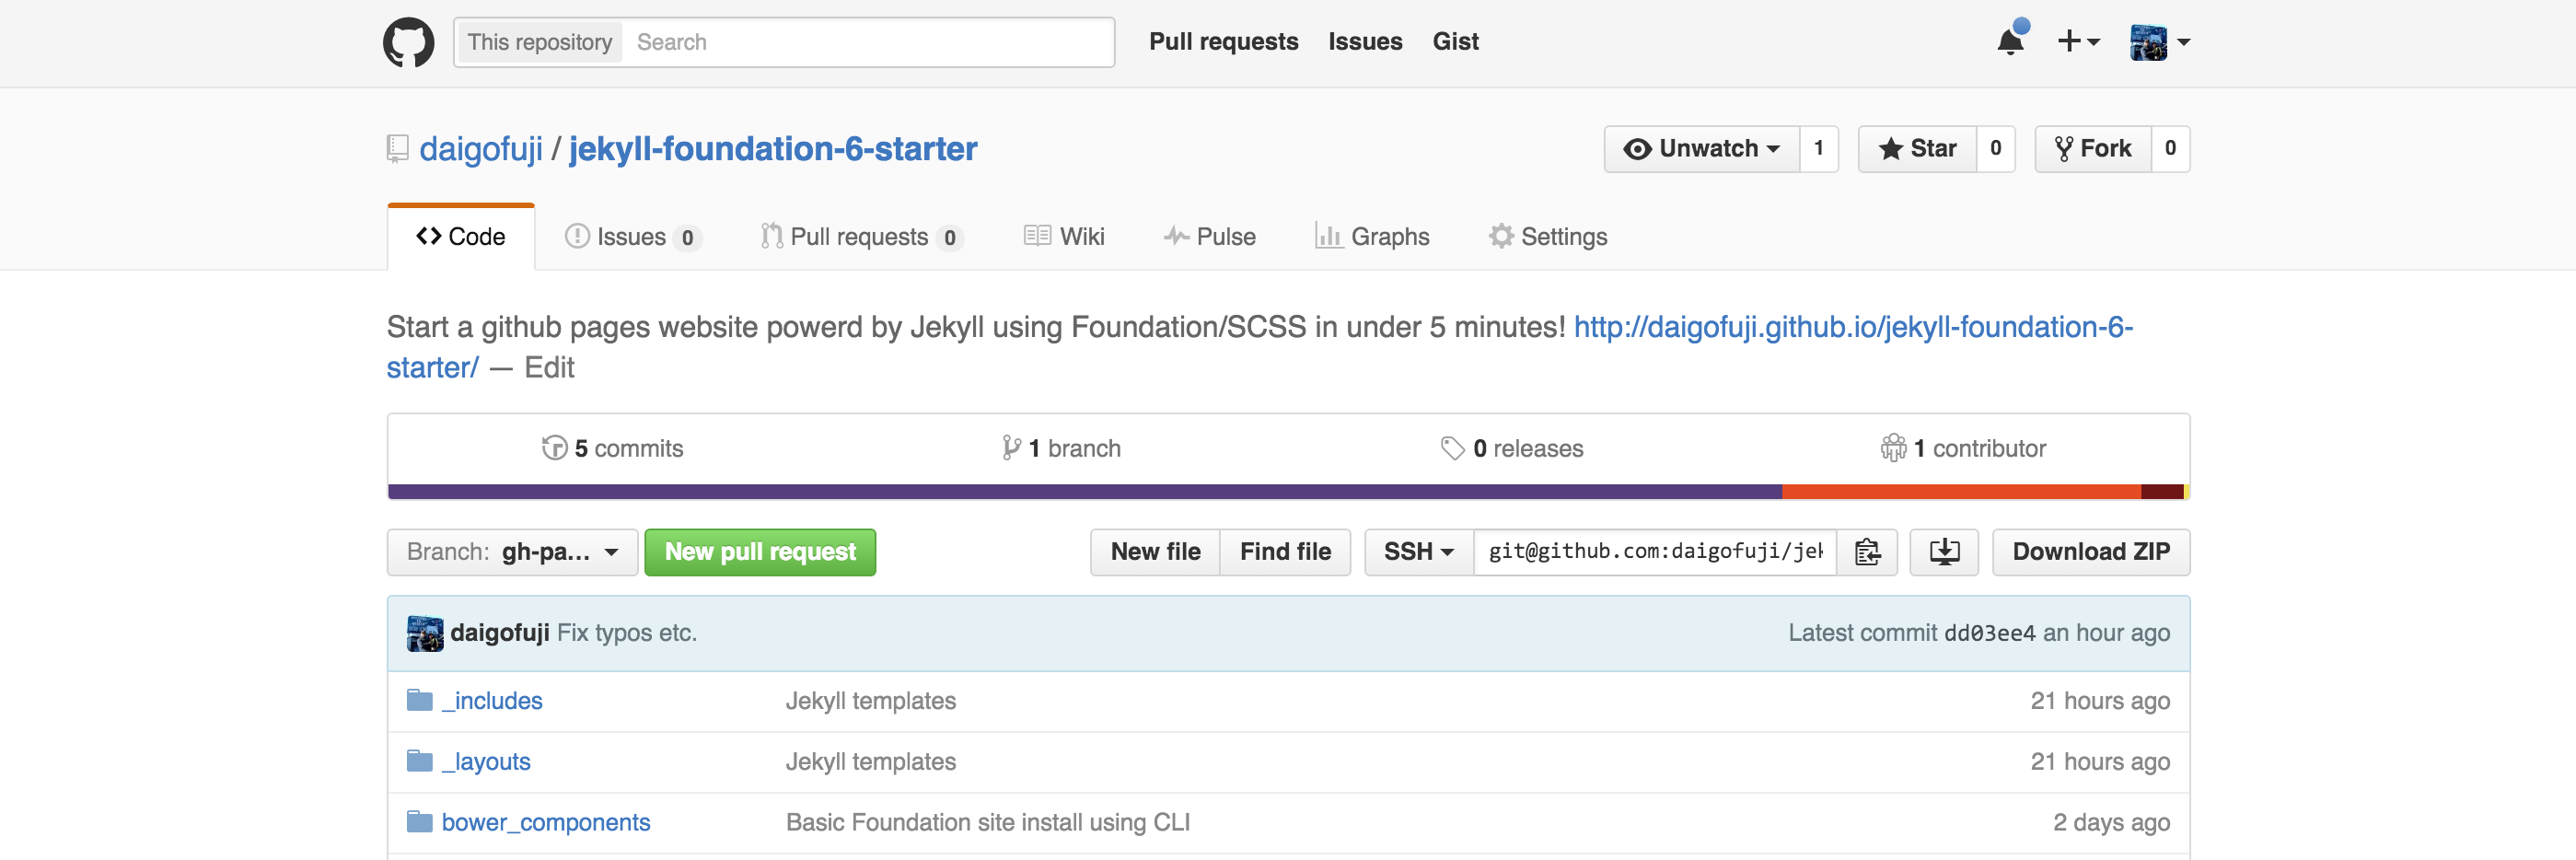 This repository Search Pull requests Issues Gist
daigofuji / jekyll-foundation-6-starter Unwatch 1 Star 0 Fork 0
Code Issues 0 Pull requests 0 Wiki Pulse Graphs Settings
Start a github pages website powerd by Jekyll using Foundation/SCSS in under 5 minutes! http://daigofuji.github.io/jekyll-foundation-6-
starter/ — Edit
5 commits 1 branch 0 releases 1 contributor
Branch: gh-pa... New pull request New file Find file SSH git@github.com:daigofuji/jek Download ZIP
daigofuji Fix typos etc. Latest commit dd03ee4 an hour ago
_includes Jekyll templates 21 hours ago
_layouts Jekyll templates 21 hours ago
bower_components Basic Foundation site install using CLI 2 days ago